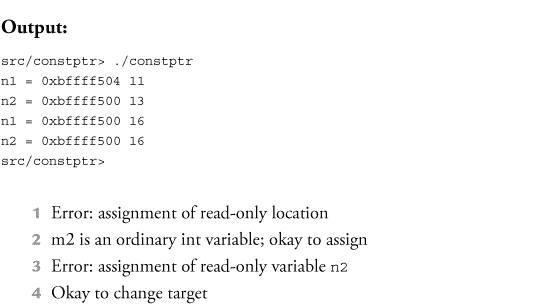 Output:
src/constptr> ./constptr
n1 = 0xbffff504 11
n2 = 0xbffff500 13
n1 = 0xbffff500 16
n2 = 0xbffff500 16
src/constptr>
1 Error: assignment of read-only location
2 m2 is an ordinary int variable; okay to assign
3 Error: assignment of read-only variable n2
4 Okay to change target